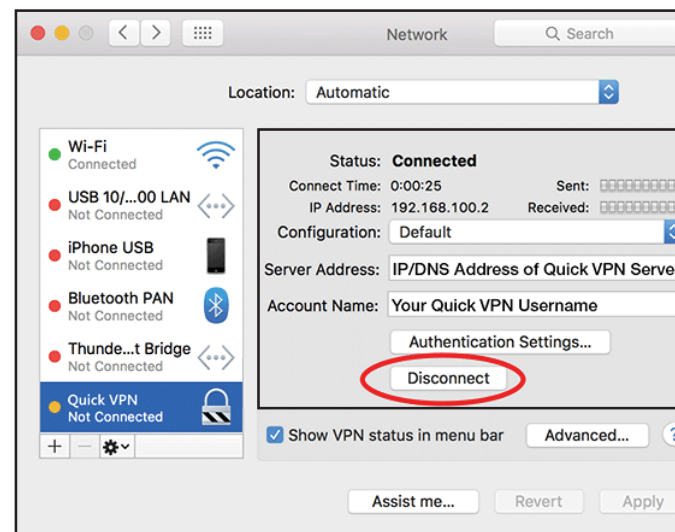 Network
Search
Location: Automatic
Wi-Fi
Connected
USB 10/...00 LAN
Not Connected
iPhone USB
Not Connected
Bluetooth PAN
Not Connected
Thunde...t Bridge
Not Connected
Quick VPN
Not Connected
Status: Connected
Connect Time: 0:00:25 Sent:
IP Address: 192.168.100.2 Received:
Configuration: Default
Server Address: IP/DNS Address of Quick VPN Serve
Account Name: Your Quick VPN Username
Authentication Settings...
Disconnect
Show VPN status in menu bar Advanced... ?
Assist me... Revert Apply